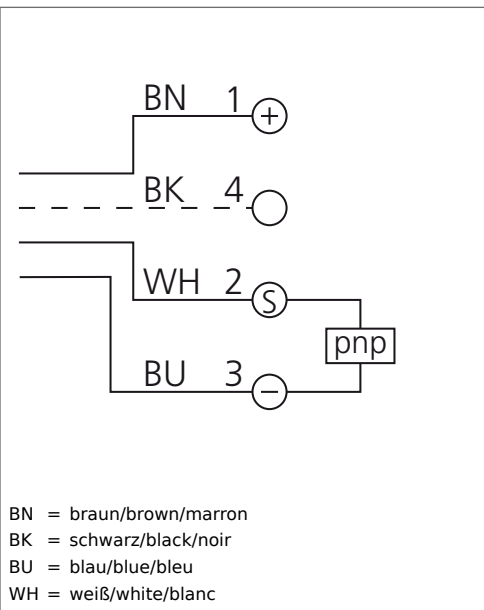 BN 1 +
BK 4
WH 2 S
pnp
BU 3 −
BN = braun/brown/marron
BK = schwarz/black/noir
BU = blau/blue/bleu
WH = weiß/white/blanc